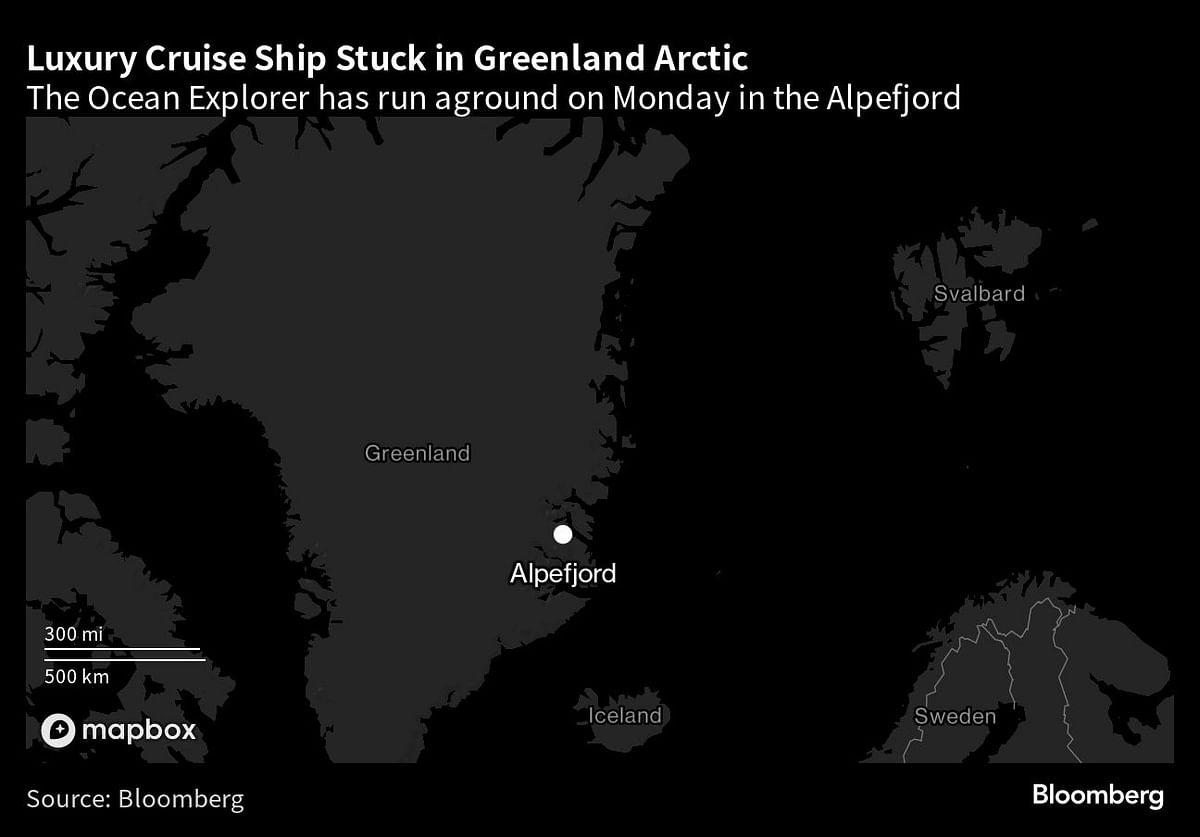 Luxury Cruise Ship Stuck in Greenland Arctic
The Ocean Explorer has run aground on Monday in the Alpefjord
Svalbard
Greenland
Alpefjord
300 mi
500 km
Iceland
Sweden
mapbox
Source: Bloomberg
Bloomberg